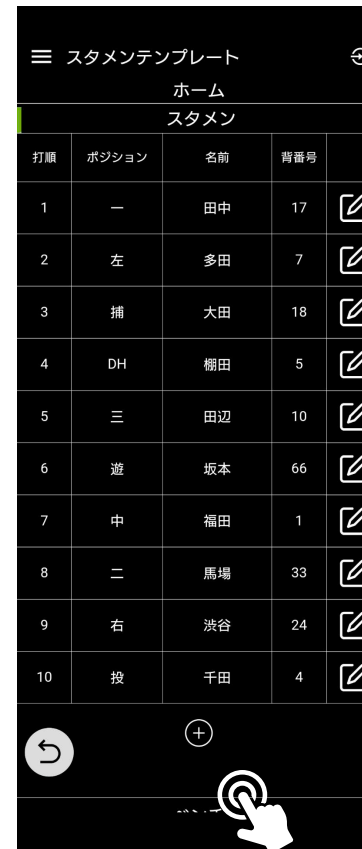 スタメンテンプレート
ホーム
スタメン
打順 ポジション 名前 背番号
1 一 田中 17
2 左 多田 7
3 捕 大田 18
4 DH 棚田 5
5 三 田辺 10
6 遊 坂本 66
7 中 福田 1
8 二 馬場 33
9 右 渋谷 24
10 投 千田 4